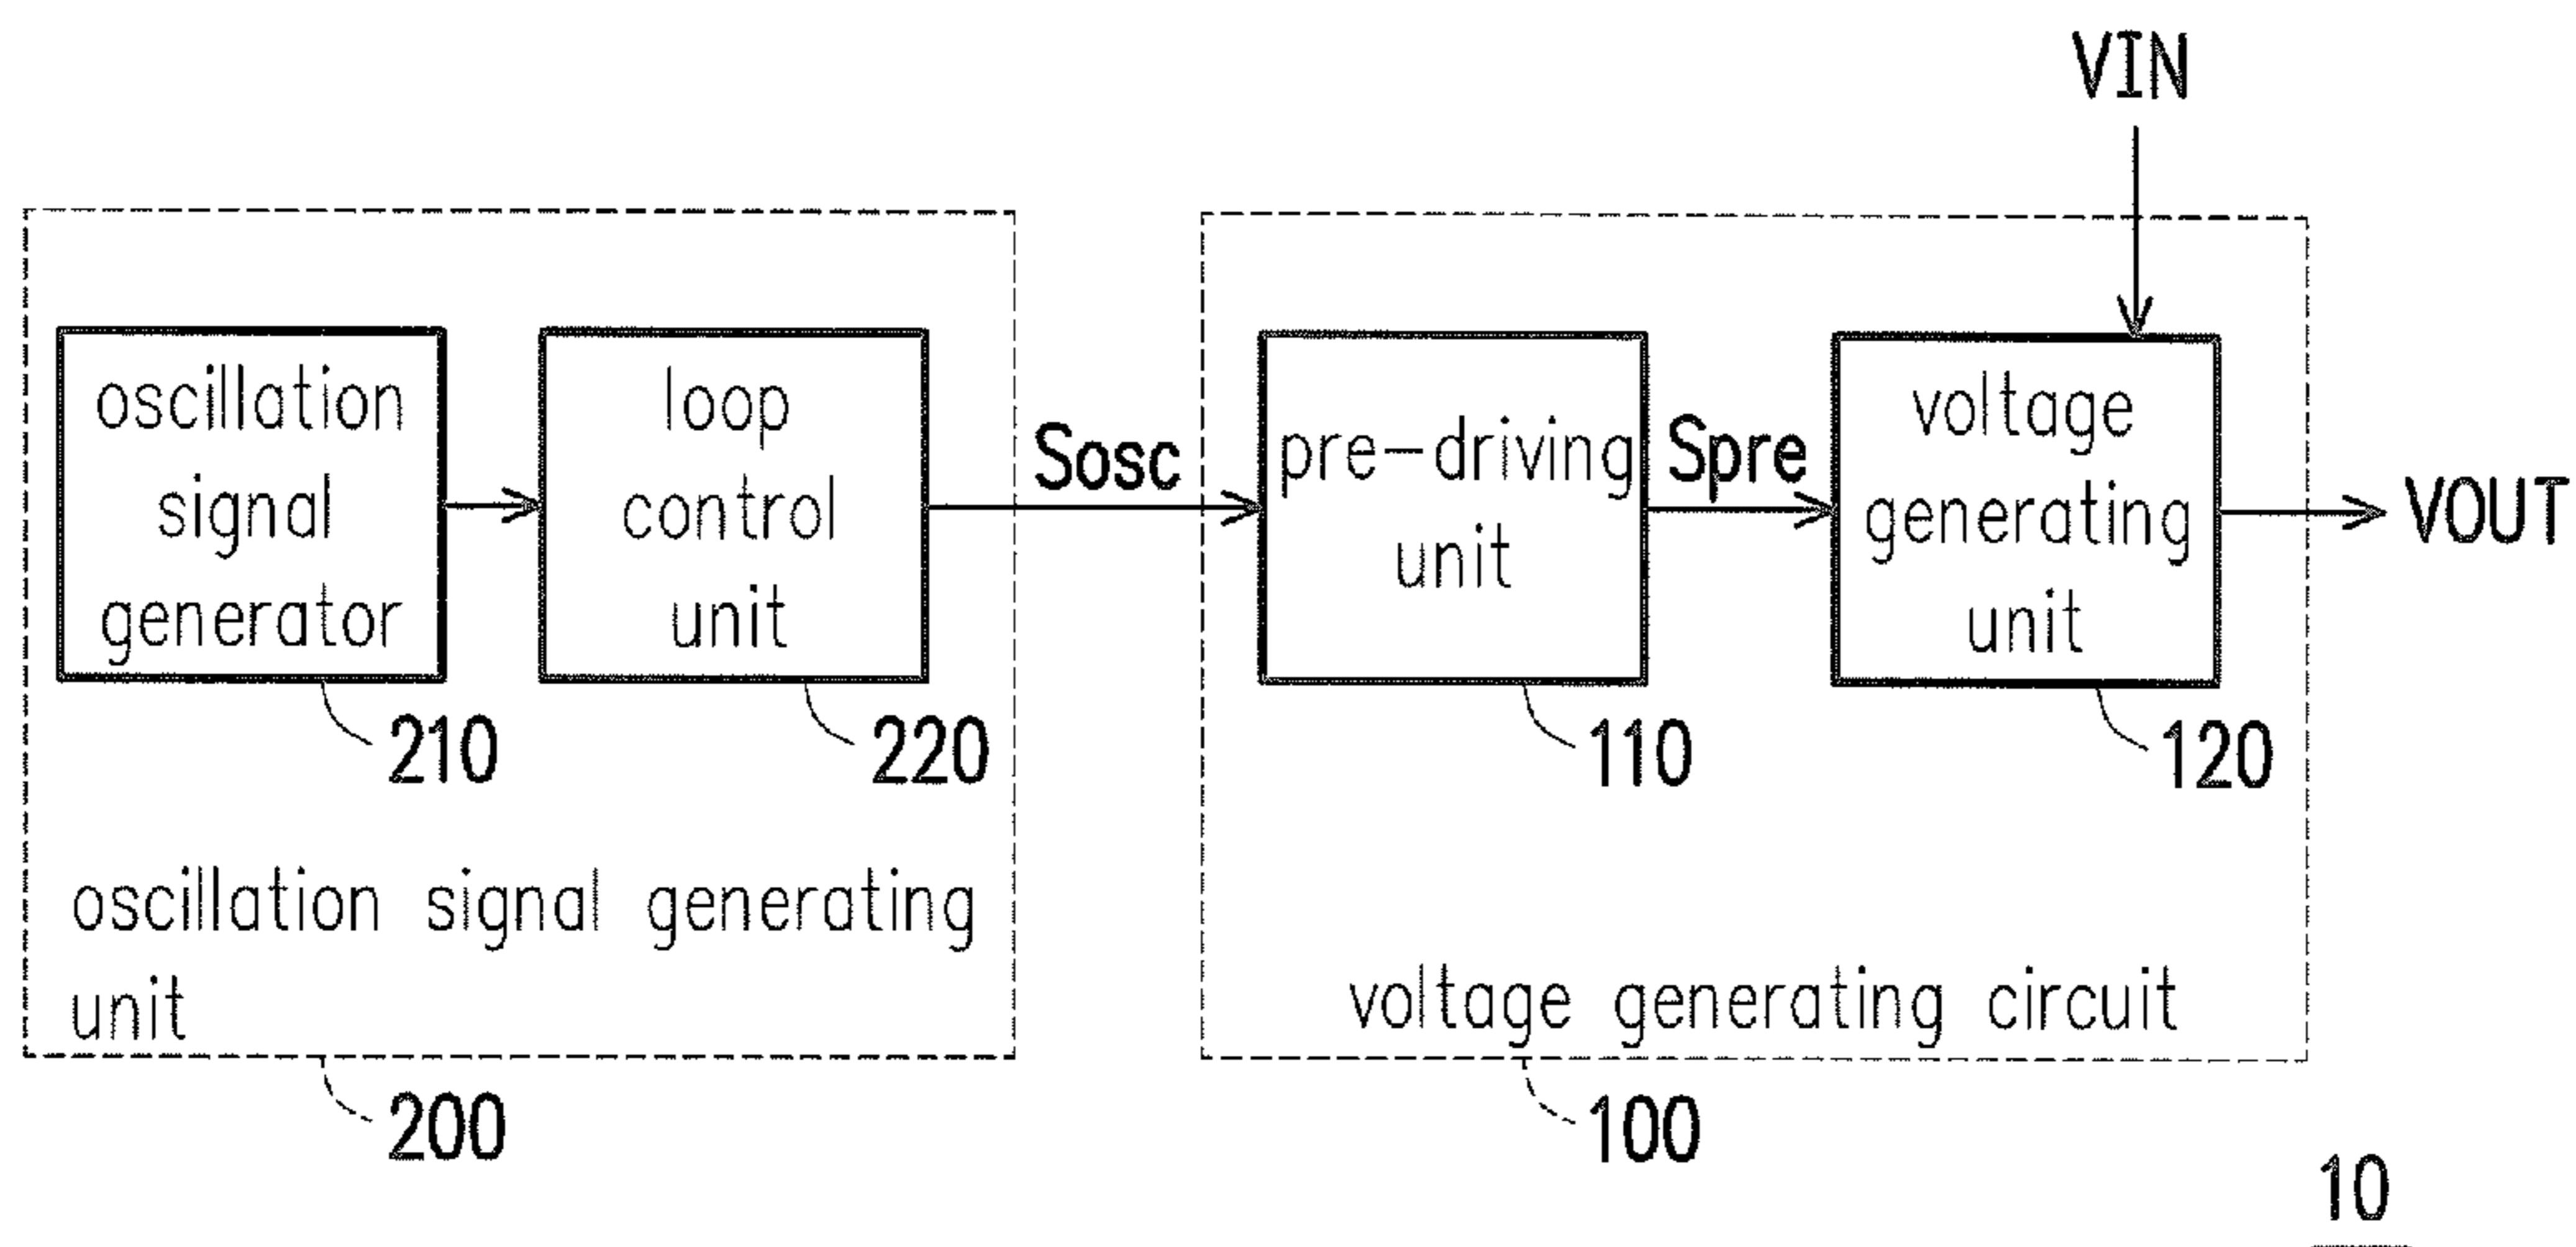 VIN
oscillation
signal
generator
loop
control
unit
Sosc
pre-driving
unit
Spre
voltage
generating
unit
VOUT
210
220
110
120
oscillation signal generating
unit
voltage generating circuit
200
100
10